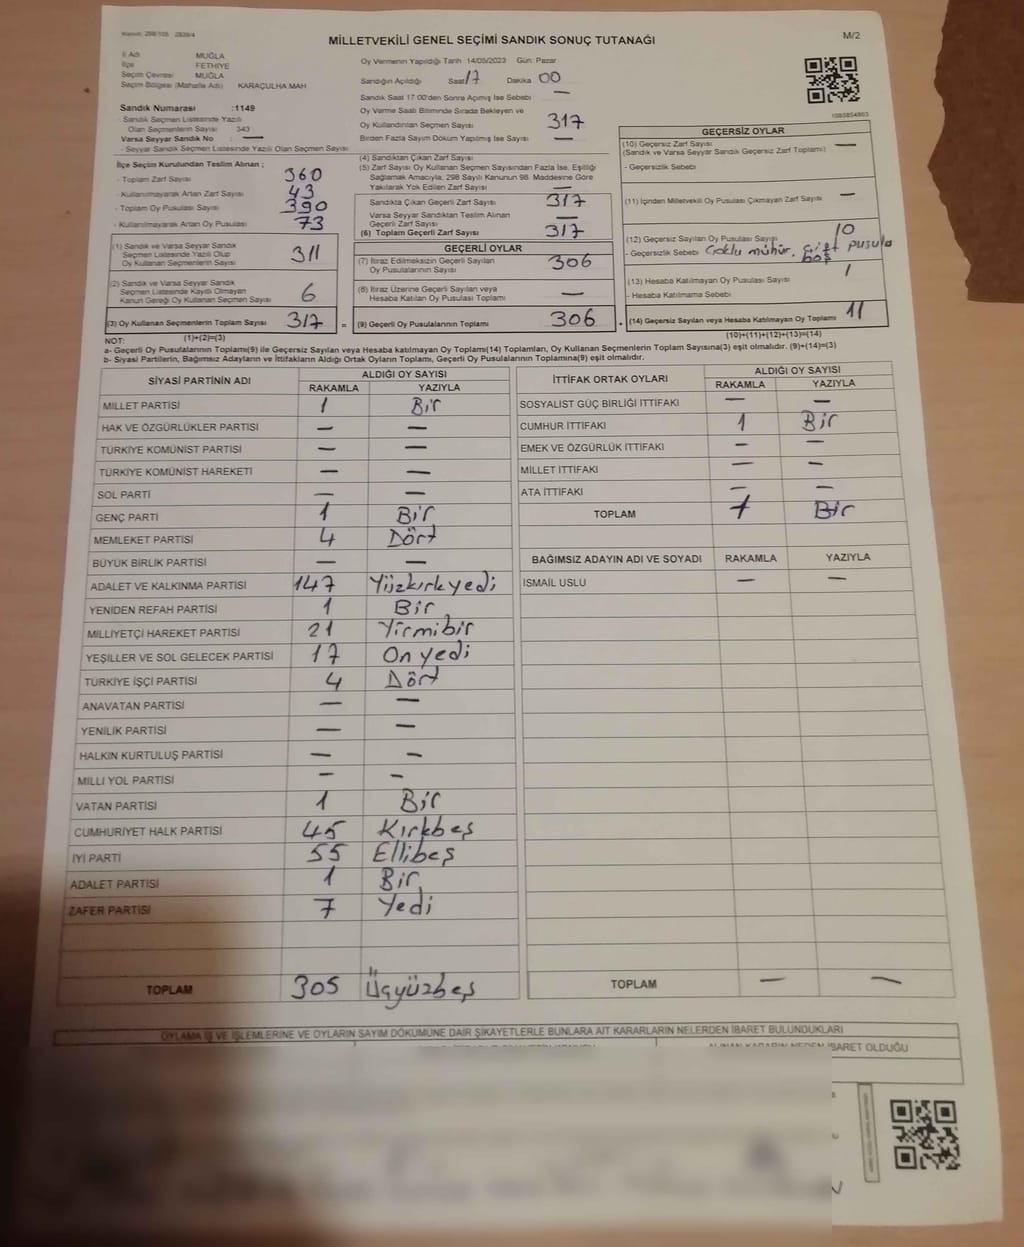 Kanun: 298/105 2839/4
MİLLETVEKİLİ GENEL SEÇİMİ SANDIK SONUÇ TUTANAĞI
M/2
İl Adı MUĞLA
İlçe FETHİYE
Seçim Çevresi MUĞLA
Seçim Bölgesi (Mahalle Adı) KARAÇULHA MAH
Sandık Numarası :1149
- Sandık Seçmen Listesinde Yazılı
Olan Seçmenlerin Sayısı 343
Varsa Seyyar Sandık No : —
- Seyyar Seçmen Listesinde Yazılı Olan Seçmen Sayısı
İlçe Seçim Kurulundan Teslim Alınan ;
- Toplam Zarf Sayısı 360
- Kullanılmayarak Artan Zarf Sayısı 43
- Toplam Oy Pusulası Sayısı 390
- Kullanılmayarak Artan Oy Pusulası 73
(1) Sandık ve Varsa Seyyar Sandık
Seçmen Listesinde Yazılı Olup
Oy Kullanan Seçmenlerin Sayısı 311
(2) Sandık ve Varsa Seyyar Sandık
Seçmen Listesinde Kaydı Olmayan
Kanun Gereği Oy Kullanan Seçmen Sayısı 6
(3) Oy Kullanan Seçmenlerin Toplam Sayısı 317 =
Oy Vermenin Yapıldığı Tarih 14/05/2023 Gün Pazar
Sandığın Açıldığı Saat 17 Dakika 00
Sandık Saat 17:00'den Sonra Açılmış İse Sebebi —
Oy Verme Saati Bitiminde Sırada Bekleyen ve
Oy Kullandırılan Seçmen Sayısı 317
Birden Fazla Sayım Döküm Yapılmış İse Sayısı —
(4) Sandıktan Çıkan Zarf Sayısı
(5) Zarf Sayısı Oy Kullanan Seçmen Sayısından Fazla İse, Eşitliği
Sağlamak Amacıyla, 298 Sayılı Kanunun 98. Maddesine Göre
Yakılarak Yok Edilen Zarf Sayısı —
Sandıkta Çıkan Geçerli Zarf Sayısı 317
Varsa Seyyar Sandıktan Teslim Alınan
Geçerli Zarf Sayısı —
(6) Toplam Geçerli Zarf Sayısı 317
GEÇERLİ OYLAR
(7) İtiraz Edilmeksizin Geçerli Sayılan
Oy Pusulalarının Sayısı 306
(8) İtiraz Üzerine Geçerli Sayılan veya
Hesaba Katılan Oy Pusulası Toplamı —
(9) Geçerli Oy Pusulalarının Toplamı 306 +
GEÇERSİZ OYLAR
(10) Geçersiz Zarf Sayısı —
(Sandık ve Varsa Seyyar Sandık Geçersiz Zarf Toplamı)
- Geçersizlik Sebebi
(11) İçinden Milletvekili Oy Pusulası Çıkmayan Zarf Sayısı —
(12) Geçersiz Sayılan Oy Pusulası Sayısı 10
- Geçersizlik Sebebi Çoklu mühür, Çift pusula
boş
(13) Hesaba Katılmayan Oy Sayısı 1
- Hesaba Katılmama Sebebi
(14) Geçersiz Sayılan veya Hesaba Katılmayan Oy Toplamı 11
NOT: (1)+(2)=(3) (10)+(11)+(12)+(13)=(14)
a- Geçerli Oy Pusulalarının Toplamı(9) ile Geçersiz Sayılan veya Hesaba katılmayan Oy Toplamı(14) Toplamları, Oy Kullanan Seçmenlerin Toplam Sayısına(3) eşit olmalıdır. (9)+(14)=(3)
b- Siyasi Partilerin, Bağımsız Adayların ve İttifakların Aldığı Ortak Oyların Toplamı, Geçerli Oy Pusulalarının Toplamına(9) eşit olmalıdır.
SİYASİ PARTİNİN ADI ALDIĞI OY SAYISI
RAKAMLA YAZIYLA
MİLLET PARTİSİ 1 Bir
HAK VE ÖZGÜRLÜKLER PARTİSİ — —
TÜRKİYE KOMÜNİST PARTİSİ — —
TÜRKİYE KOMÜNİST HAREKETİ — —
SOL PARTİ — —
GENÇ PARTİ 1 Bir
MEMLEKET PARTİSİ 4 Dört
BÜYÜK BİRLİK PARTİSİ — —
ADALET VE KALKINMA PARTİSİ 147 Yüzkırkyedi
YENİDEN REFAH PARTİSİ 1 Bir
MİLLİYETÇİ HAREKET PARTİSİ 21 Yirmibir
YEŞİLLER VE SOL GELECEK PARTİSİ 17 Onyedi
TÜRKİYE İŞÇİ PARTİSİ 4 Dört
ANAVATAN PARTİSİ — —
YENİLİK PARTİSİ — —
HALKIN KURTULUŞ PARTİSİ — —
MİLLİ YOL PARTİSİ — —
VATAN PARTİSİ 1 Bir
CUMHURİYET HALK PARTİSİ 45 Kırkbeş
İYİ PARTİ 55 Ellibeş
ADALET PARTİSİ 1 Bir
ZAFER PARTİSİ 7 Yedi
TOPLAM 305 Üçyüzbeş
İTTİFAK ORTAK OYLARI ALDIĞI OY SAYISI
RAKAMLA YAZIYLA
SOSYALİST GÜÇ BİRLİĞİ İTTİFAKI — —
CUMHUR İTTİFAKI 1 Bir
EMEK VE ÖZGÜRLÜK İTTİFAKI — —
MİLLET İTTİFAKI — —
ATA İTTİFAKI — —
TOPLAM 1 Bir
BAĞIMSIZ ADAYIN ADI VE SOYADI RAKAMLA YAZIYLA
İSMAİL USLU — —
TOPLAM — —
OYLAMA İŞ VE İŞLEMLERİNE VE OYLARIN SAYIM DÖKÜMÜNE DAİR ŞİKAYETLERLE BUNLARA AİT KARARLARIN NELERDEN İBARET BULUNDUKLARI
ALINAN KARARIN NEDEN İBARET OLDUĞU